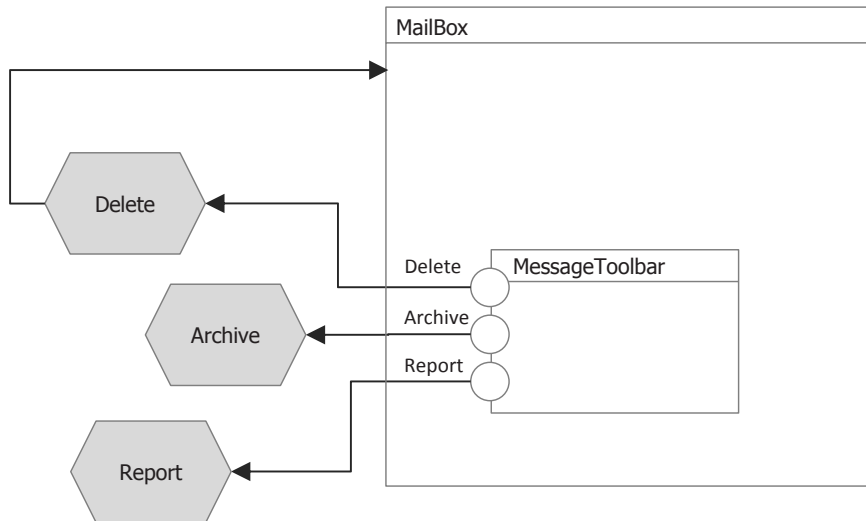 MailBox
Delete
Delete
MessageToolbar
Archive
Archive
Report
Report